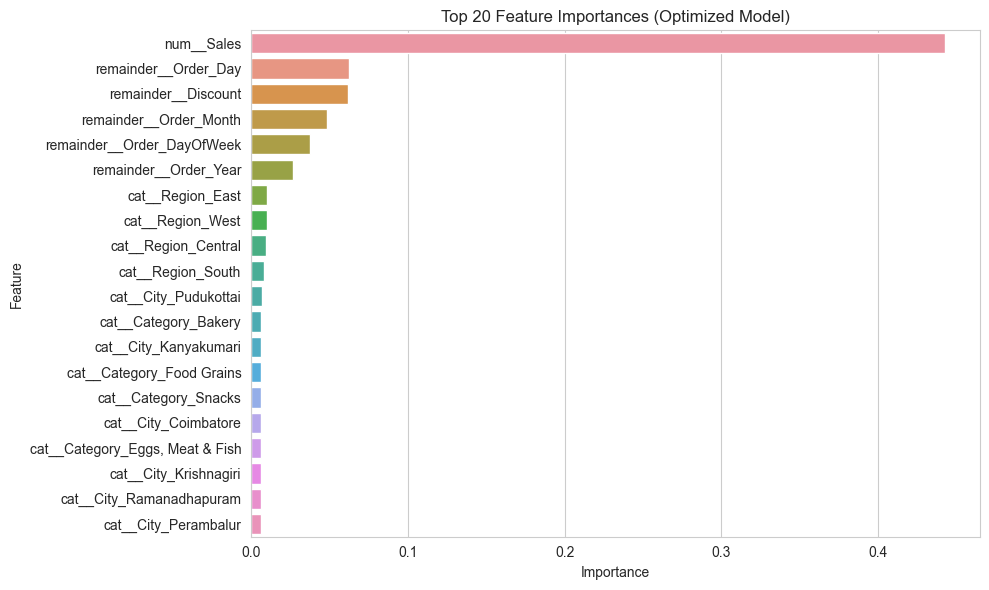 Top 20 Feature Importances (Optimized Model)
Feature
num__Sales
remainder__Order_Day
remainder__Discount
remainder__Order_Month
remainder__Order_DayOfWeek
remainder__Order_Year
cat__Region_East
cat__Region_West
cat__Region_Central
cat__Region_South
cat__City_Pudukottai
cat__Category_Bakery
cat__City_Kanyakumari
cat__Category_Food Grains
cat__Category_Snacks
cat__City_Coimbatore
cat__Category_Eggs, Meat & Fish
cat__City_Krishnagiri
cat__City_Ramanadhapuram
cat__City_Perambalur
0.0 0.1 0.2 0.3 0.4
Importance